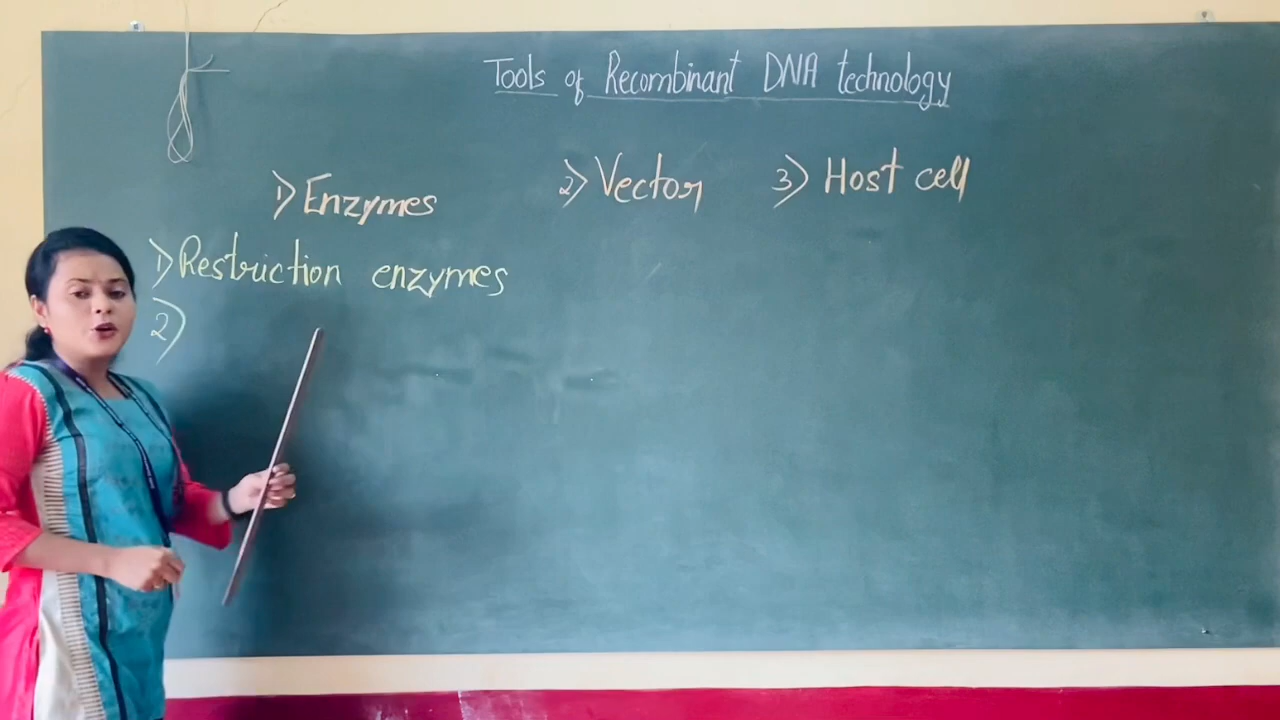 Tools of Recombinant DNA technology
1) Enzymes 2) Vector 3) Host cell
1) Restriction enzymes
2)